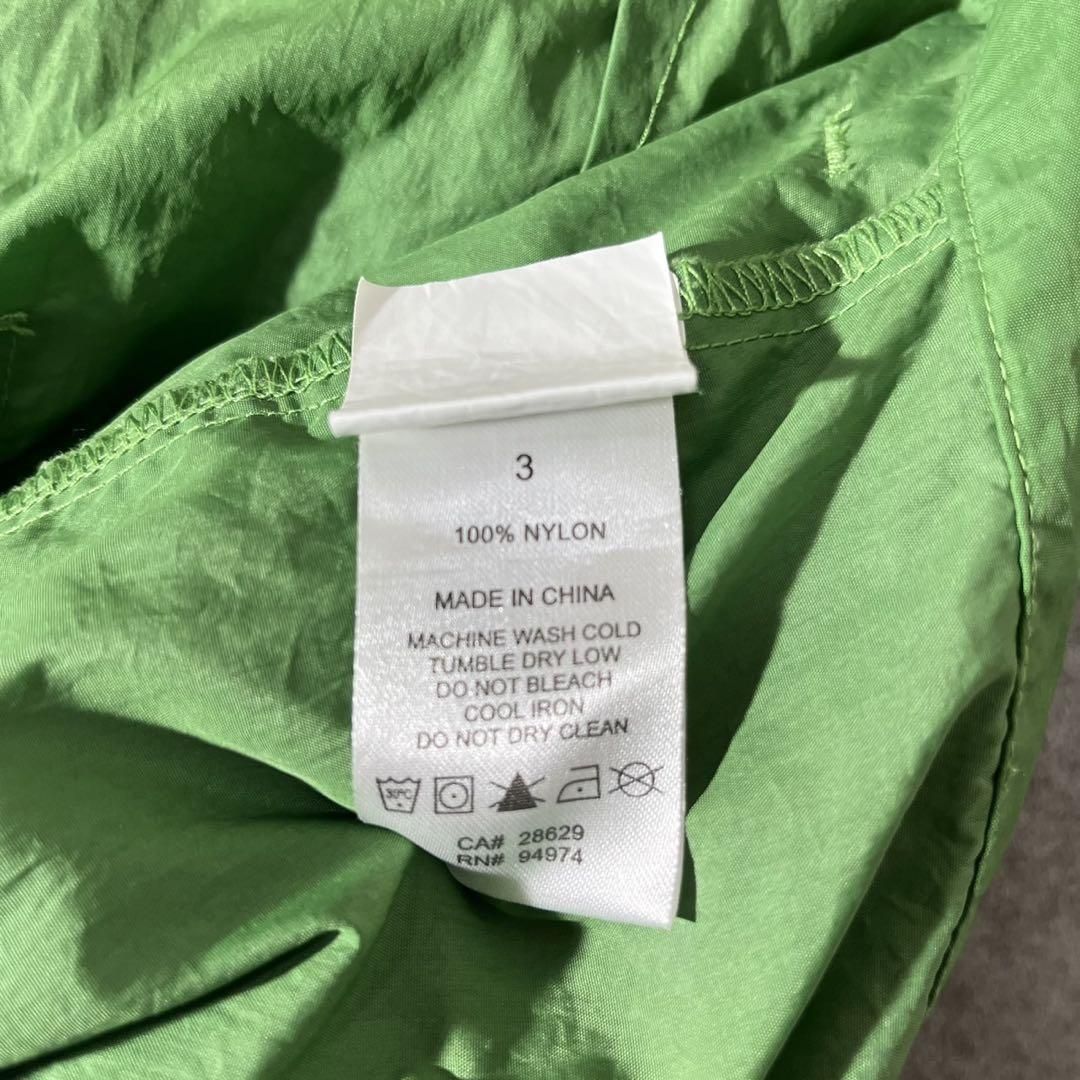 3
100% NYLON
MADE IN CHINA
MACHINE WASH COLD
TUMBLE DRY LOW
DO NOT BLEACH
COOL IRON
DO NOT DRY CLEAN
30°C
CA# 28629
RN# 94974